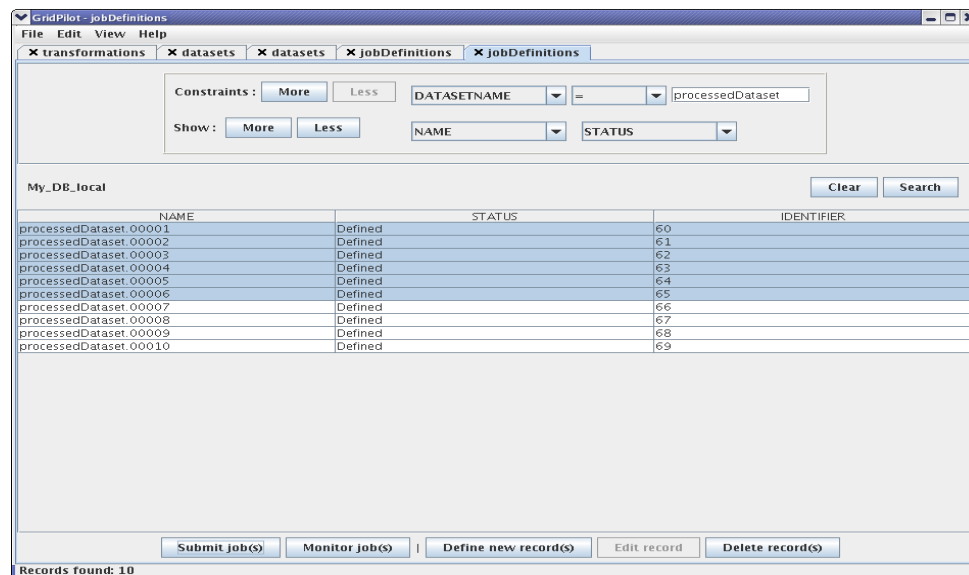 GridPilot - jobDefinitions
File Edit View Help
transformations datasets datasets jobDefinitions jobDefinitions
Constraints : More Less DATASETNAME = processedDataset
Show : More Less NAME STATUS
My_DB_local Clear Search
NAME STATUS IDENTIFIER
processedDataset.00001 Defined 60
processedDataset.00002 Defined 61
processedDataset.00003 Defined 62
processedDataset.00004 Defined 63
processedDataset.00005 Defined 64
processedDataset.00006 Defined 65
processedDataset.00007 Defined 66
processedDataset.00008 Defined 67
processedDataset.00009 Defined 68
processedDataset.00010 Defined 69
Submit job(s) Monitor job(s) | Define new record(s) Edit record Delete record(s)
Records found: 10